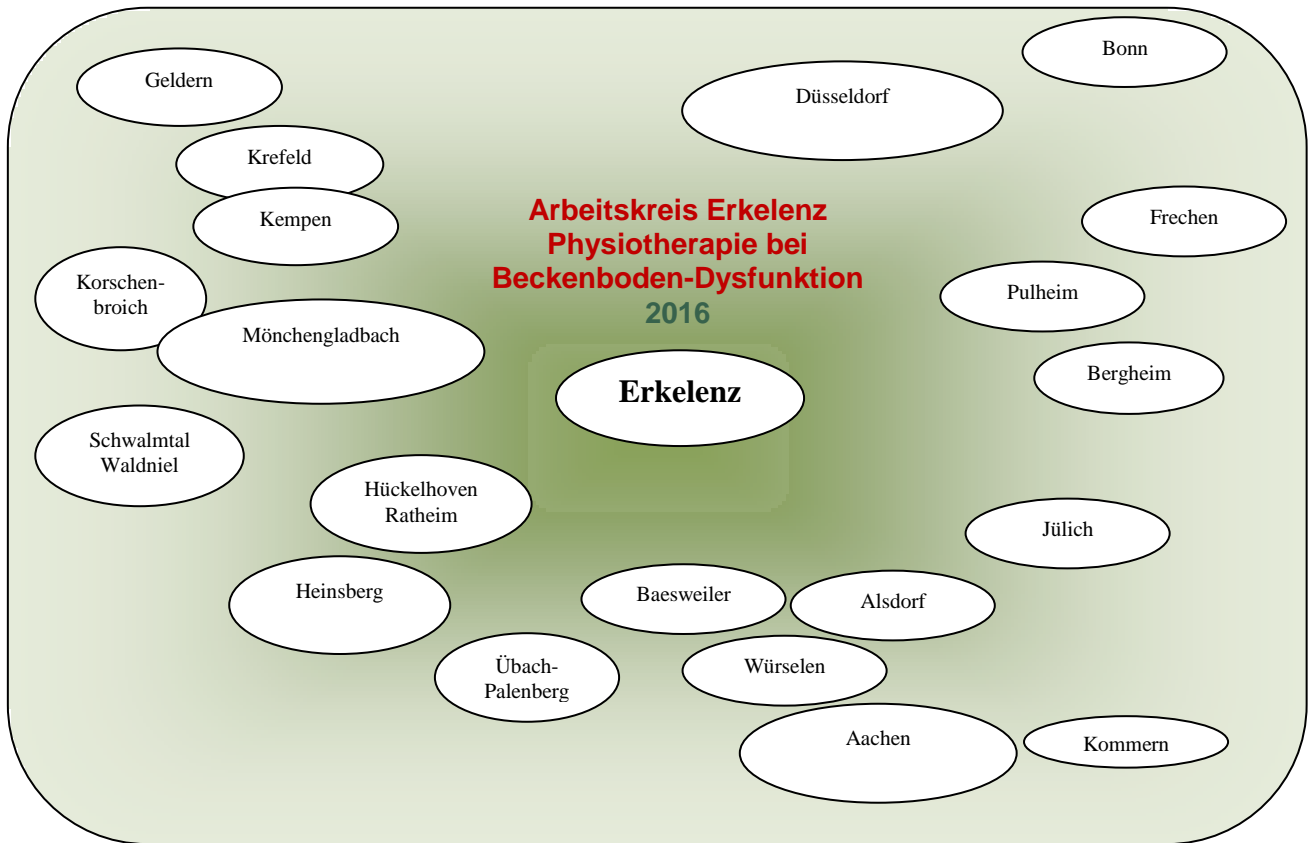 Bonn
Geldern
Düsseldorf
Krefeld
Kempen
Arbeitskreis Erkelenz
Physiotherapie bei
Beckenboden-Dysfunktion
2016
Frechen
Korschen-
broich
Pulheim
Mönchengladbach
Bergheim
Erkelenz
Schwalmtal
Waldniel
Hückelhoven
Ratheim
Jülich
Heinsberg
Baesweiler
Alsdorf
Übach-
Palenberg
Würselen
Aachen
Kommern